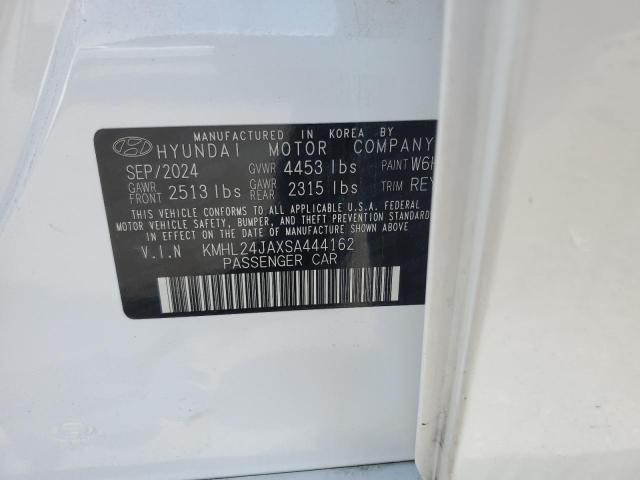 MANUFACTURED IN KOREA BY
HYUNDAI MOTOR COMPANY
SEP/2024 GVWR 4453 lbs PAINT W6H
GAWR FRONT 2513 lbs GAWR REAR 2315 lbs TRIM REY
THIS VEHICLE CONFORMS TO ALL APPLICABLE U.S.A. FEDERAL
MOTOR VEHICLE SAFETY, BUMPER, AND THEFT PREVENTION
STANDARDS IN EFFECT ON THE DATE OF MANUFACTURE SHOWN ABOVE.
V.I.N KMHL24JAXSA444162
PASSENGER CAR